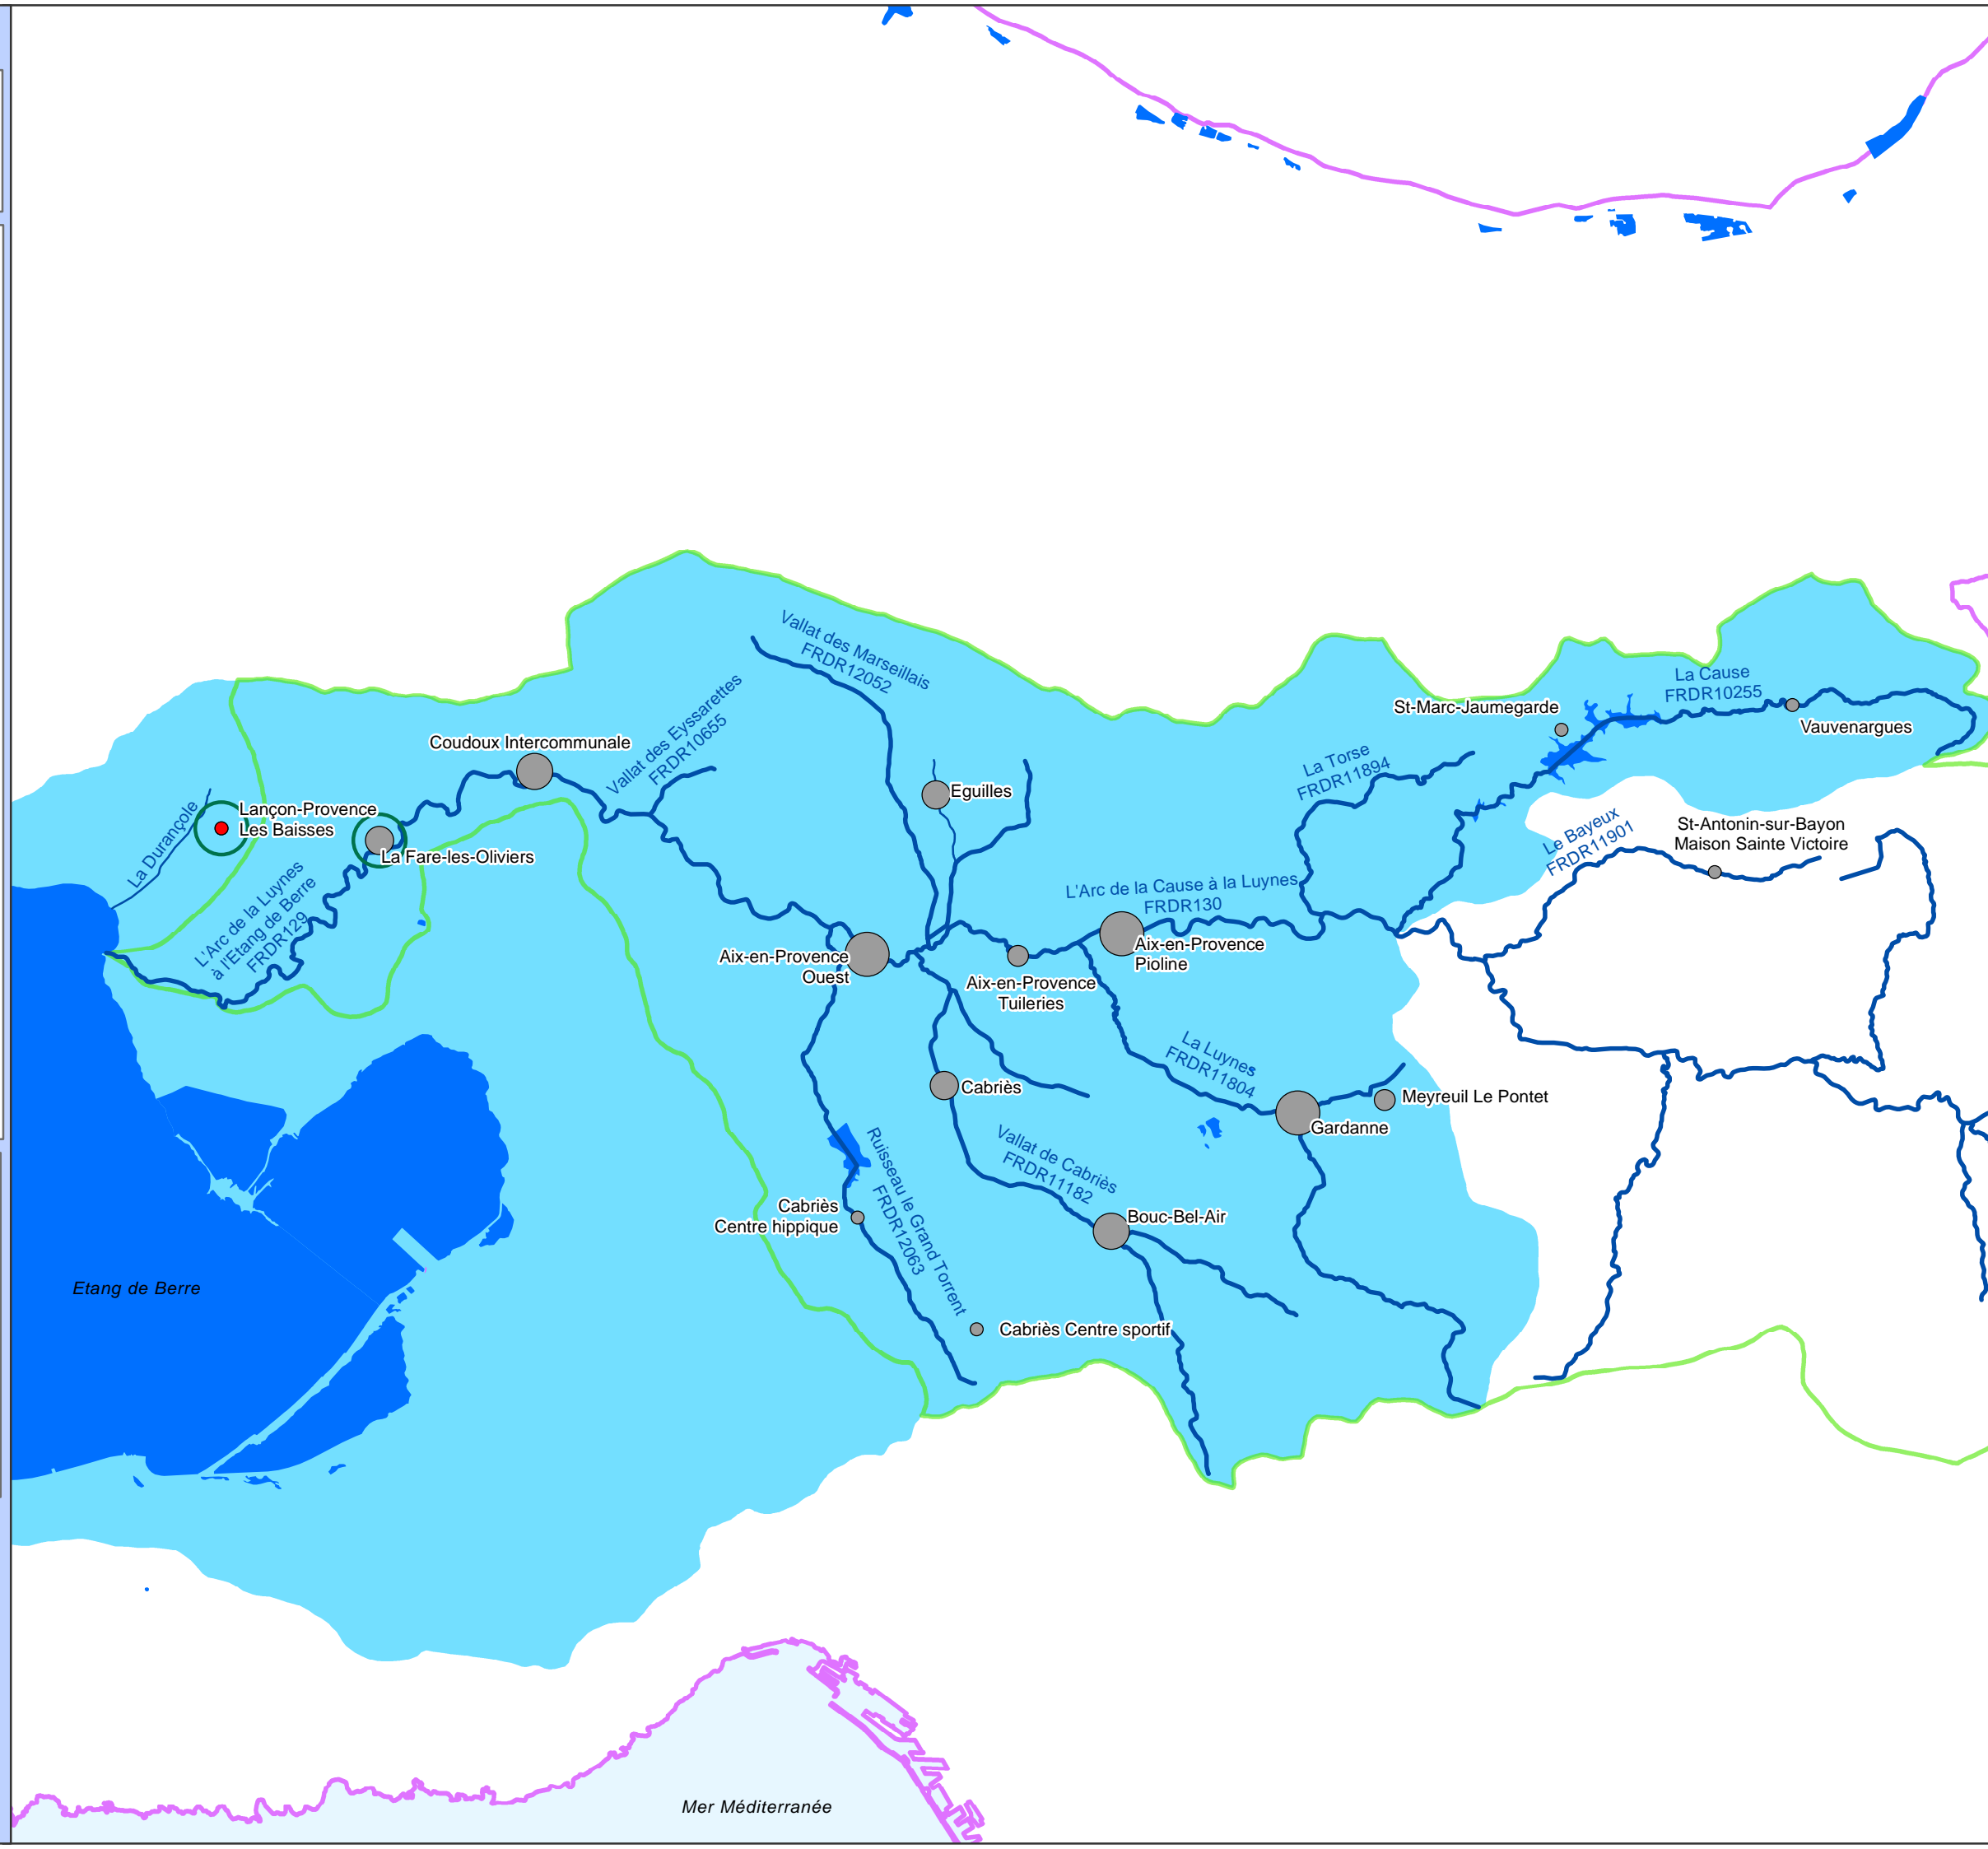 Vallat des Marseillais
FRDR12052
La Cause
FRDR10255
St-Marc-Jaumegarde
Vauvenargues
Vallat des Eyssarettes
FRDR10655
Coudoux Intercommunale
La Torse
FRDR11894
Eguilles
La Durançole
Lançon-Provence
Les Baisses
La Fare-les-Oliviers
Le Bayeux
FRDR11901
St-Antonin-sur-Bayon
Maison Sainte Victoire
L'Arc de la Luynes
à l'Etang de Berre
FRDR129
L'Arc de la Cause à la Luynes
FRDR130
Aix-en-Provence
Ouest
Aix-en-Provence
Pioline
Aix-en-Provence
Tuileries
La Luynes
FRDR11804
Cabriès
Meyreuil Le Pontet
Gardanne
Vallat de Cabriès
FRDR11182
Ruisseau le Grand Torrent
FRDR12063
Cabriès
Centre hippique
Bouc-Bel-Air
Etang de Berre
Cabriès Centre sportif
Mer Méditerranée